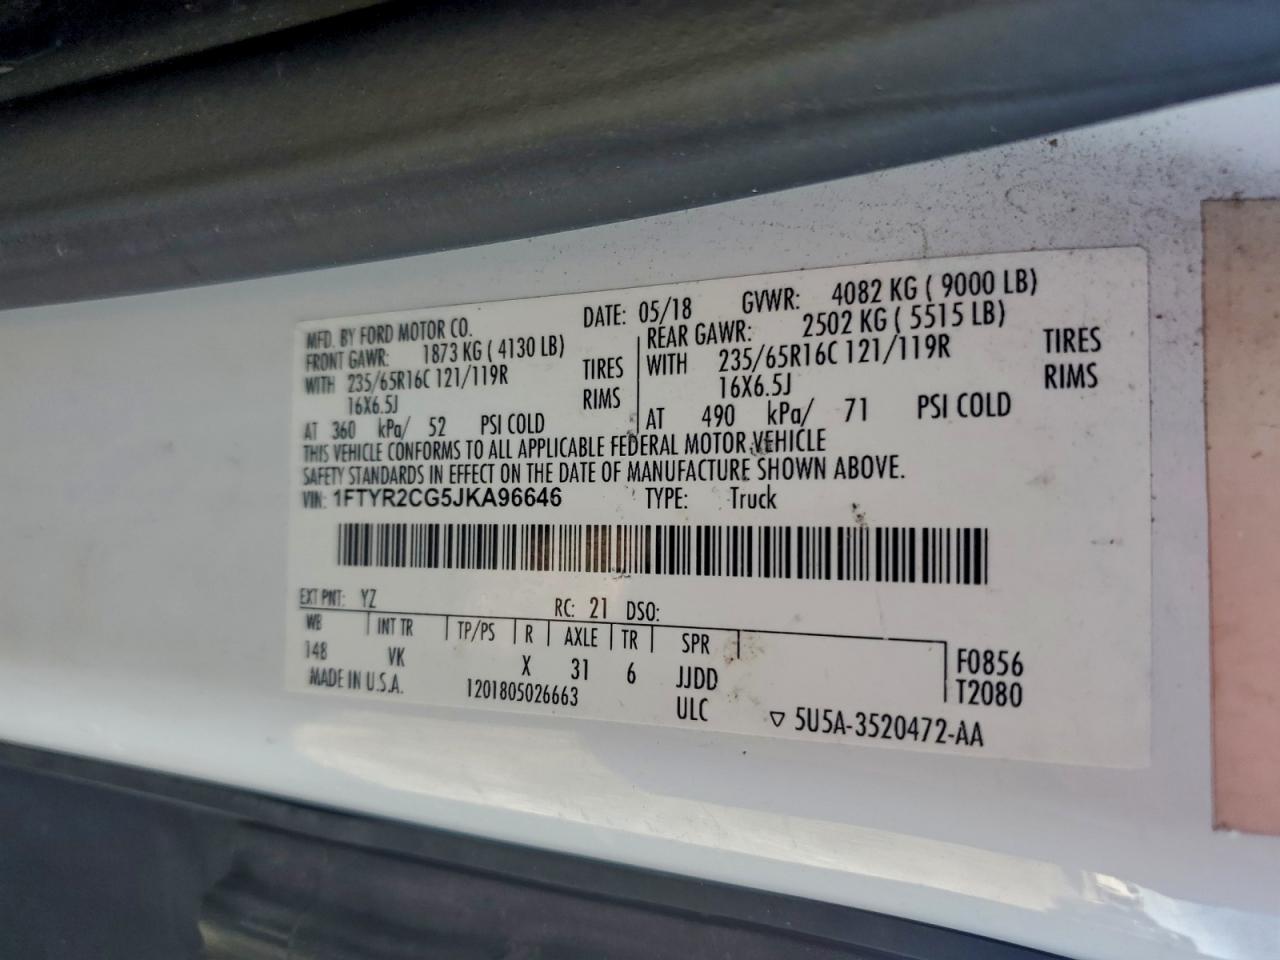 MFD. BY FORD MOTOR CO. DATE: 05/18 GVWR: 4082 KG ( 9000 LB)
FRONT GAWR: 1873 KG ( 4130 LB) REAR GAWR: 2502 KG ( 5515 LB)
WITH 235/65R16C 121/119R TIRES WITH 235/65R16C 121/119R TIRES
16X6.5J RIMS 16X6.5J RIMS
AT 360 kPa/ 52 PSI COLD AT 490 kPa/ 71 PSI COLD
THIS VEHICLE CONFORMS TO ALL APPLICABLE FEDERAL MOTOR VEHICLE
SAFETY STANDARDS IN EFFECT ON THE DATE OF MANUFACTURE SHOWN ABOVE.
VIN: 1FTYR2CG5JKA96646 TYPE: Truck
EXT PNT: YZ RC: 21 DSO:
WB INT TR TP/PS R AXLE TR SPR
148 VK X 31 6 JJDD F0856
MADE IN U.S.A. 1201805026663 ULC T2080
▽ 5U5A-3520472-AA